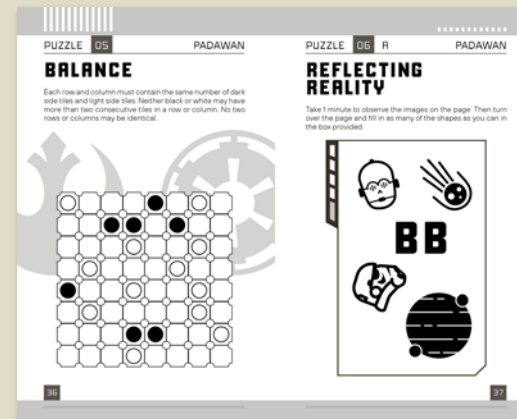 PUZZLE 05 PADAWAN
BALANCE
Each row and column must contain the same number of dark
side tiles and light side tiles. Neither black or white may have
more than two consecutive tiles in a row or column. No two
rows or columns may be identical.
36
PUZZLE 06 A PADAWAN
REFLECTING
REALITY
Take 1 minute to observe the images on the page. Then turn
over the page and fill in as many of the shapes as you can in
the box provided.
BB
37